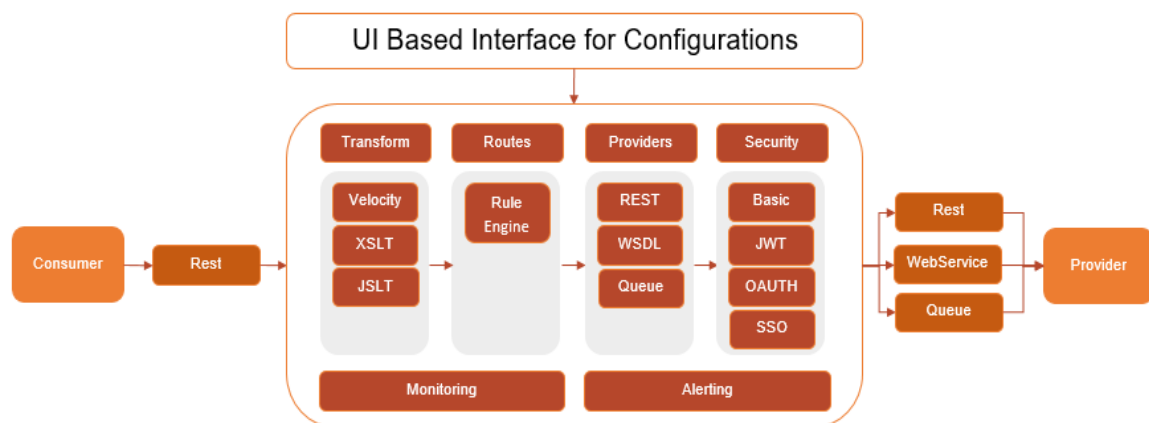 UI Based Interface for Configurations
Transform
Routes
Providers
Security
Velocity
XSLT
JSLT
Rule
Engine
REST
WSDL
Queue
Basic
JWT
OAUTH
SSO
Monitoring
Alerting
Consumer
Rest
Rest
WebService
Queue
Provider